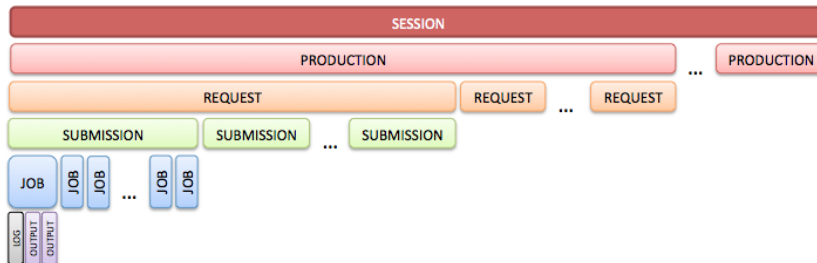 SESSION
PRODUCTION ... PRODUCTION
REQUEST REQUEST ... REQUEST
SUBMISSION SUBMISSION ... SUBMISSION
JOB JOB JOB ... JOB JOB
LOG OUTPUT OUTPUT